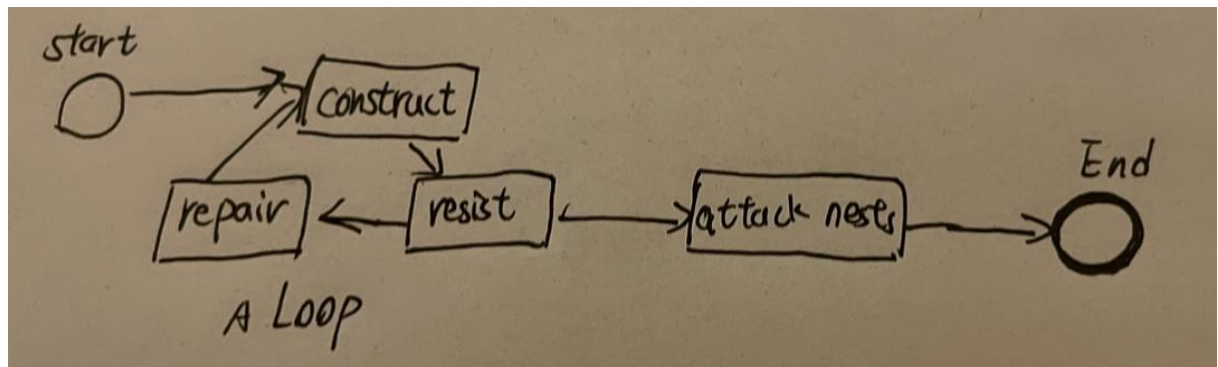 start
construct
End
repair
resist
attack nests
A Loop